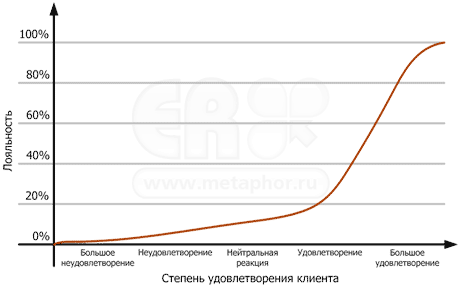 100%
80%
60%
40%
20%
0%
Лояльность
ER
www.metaphor.ru
Большое
неудовлетворение
Неудовлетворение
Нейтральная
реакция
Удовлетворение
Большое
удовлетворение
Степень удовлетворения клиента